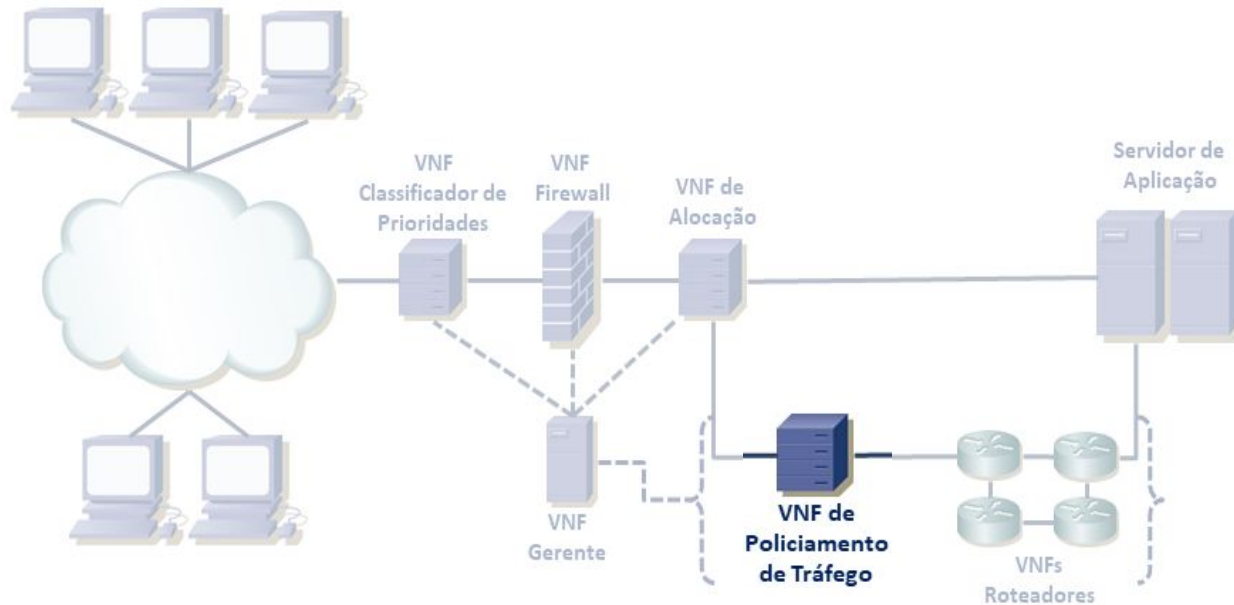 VNF
Classificador de
Prioridades
VNF
Firewall
VNF de
Alocação
Servidor de
Aplicação
VNF
Gerente
VNF de
Policiamento
de Tráfego
VNFs
Roteadores